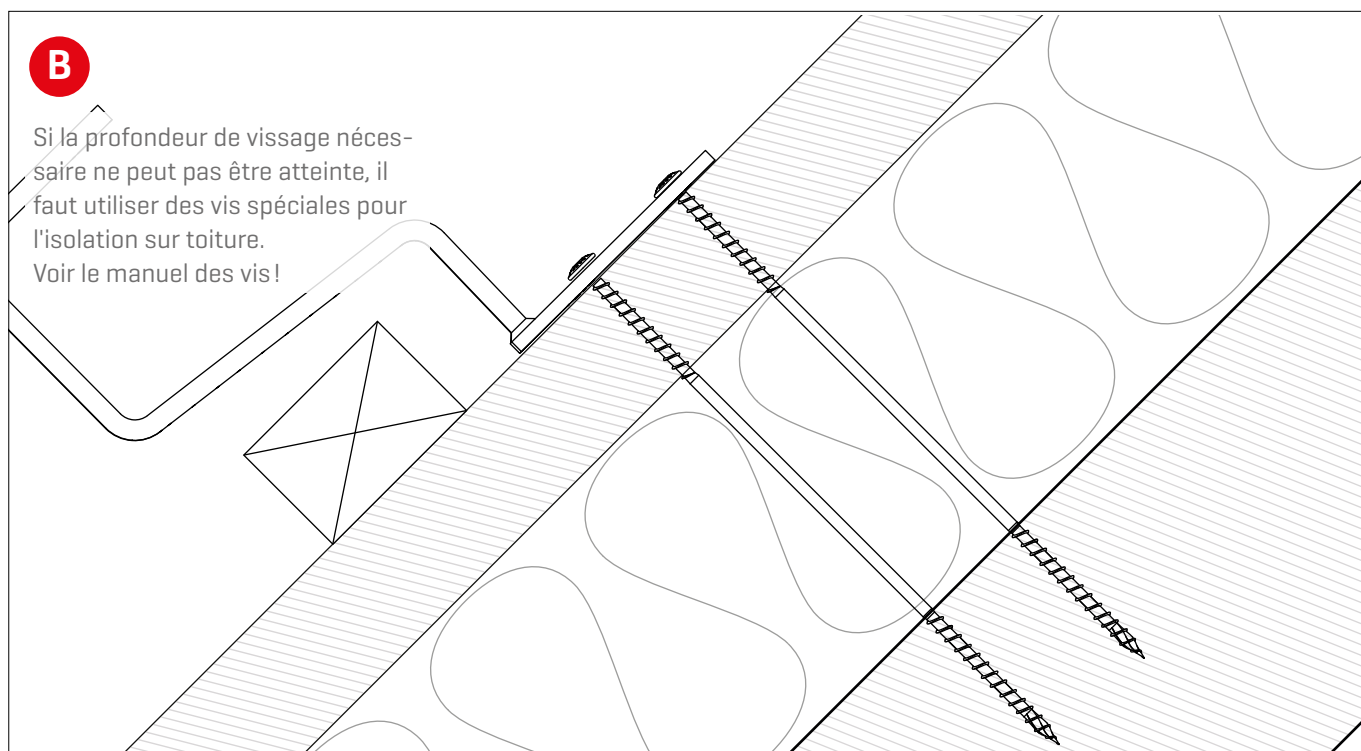 B
Si la profondeur de vissage néces-
saire ne peut pas être atteinte, il
faut utiliser des vis spéciales pour
l'isolation sur toiture.
Voir le manuel des vis!